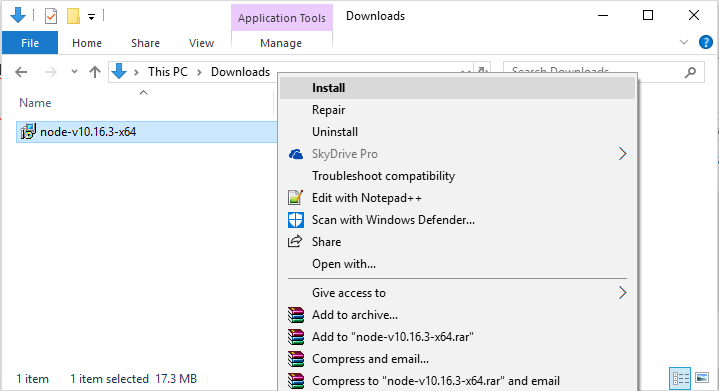 Application Tools Downloads
File Home Share View Manage
This PC Downloads Search Downloads
Name
node-v10.16.3-x64
Install
Repair
Uninstall
SkyDrive Pro
Troubleshoot compatibility
Edit with Notepad++
Scan with Windows Defender...
Share
Open with...
Give access to
Add to archive...
Add to "node-v10.16.3-x64.rar"
Compress and email...
Compress to "node-v10.16.3-x64.rar" and email
1 item 1 item selected 17.3 MB